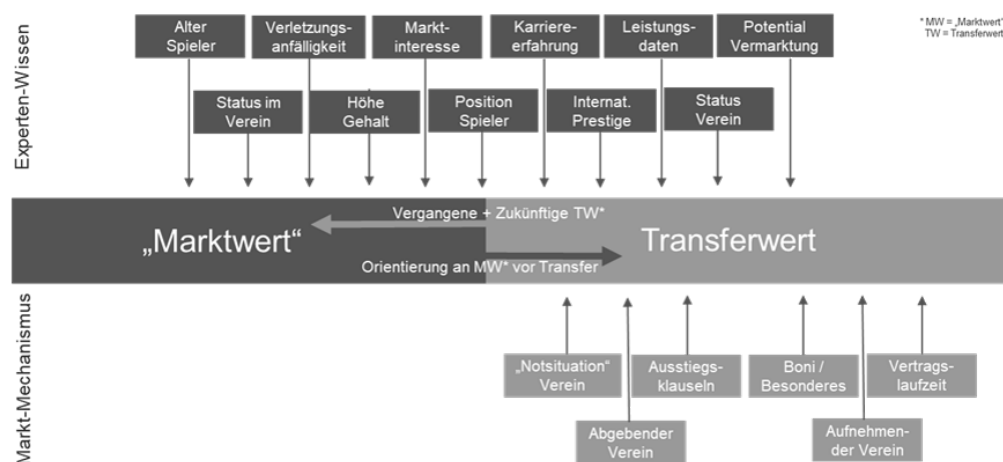 Experten-Wissen
Alter
Spieler
Verletzungs-
anfälligkeit
Markt-
interesse
Karriere-
erfahrung
Leistungs-
daten
Potential
Vermarktung
* MW = „Marktwert“
TW = Transferwert
Status im
Verein
Höhe
Gehalt
Position
Spieler
Internat.
Prestige
Status
Verein
Vergangene + Zukünftige TW*
„Marktwert“
Transferwert
Orientierung an MW* vor Transfer
Markt-Mechanismus
„Notsituation“
Verein
Ausstiegs-
klauseln
Boni /
Besonderes
Vertrags-
laufzeit
Abgebender
Verein
Aufnehmen-
der Verein